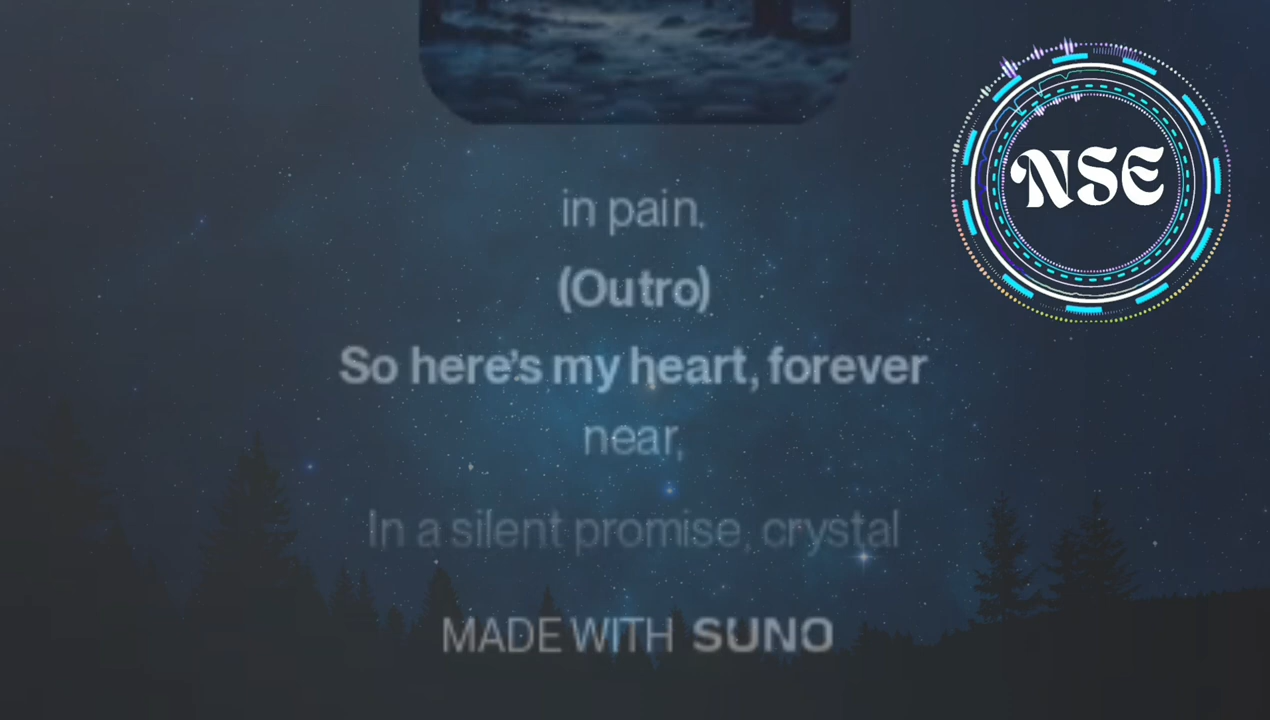 NSE
in pain.
(Outro)
So here's my heart, forever
near,
In a silent promise, crystal
MADE WITH SUNO